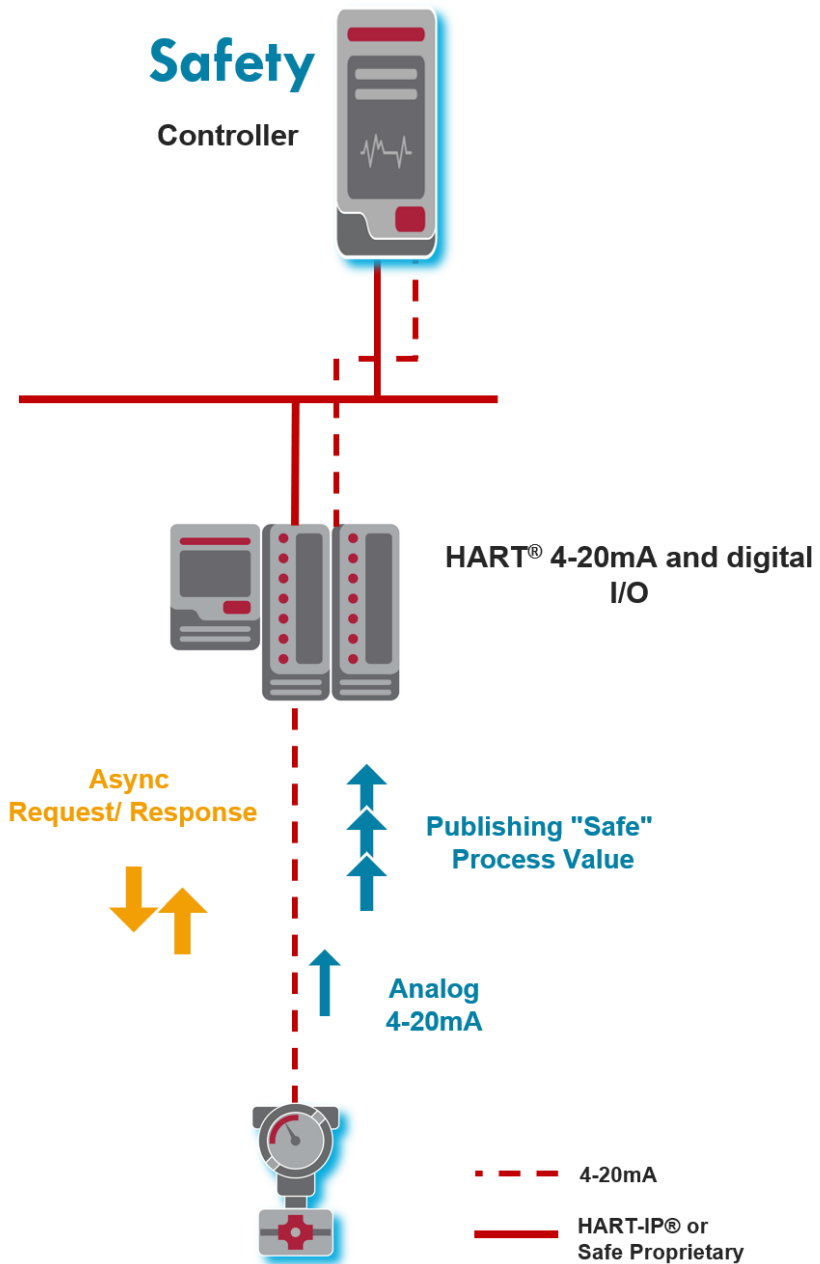 Safety
Controller
HART® 4-20mA and digital
I/O
Async
Request/ Response
Publishing "Safe"
Process Value
Analog
4-20mA
4-20mA
HART-IP® or
Safe Proprietary